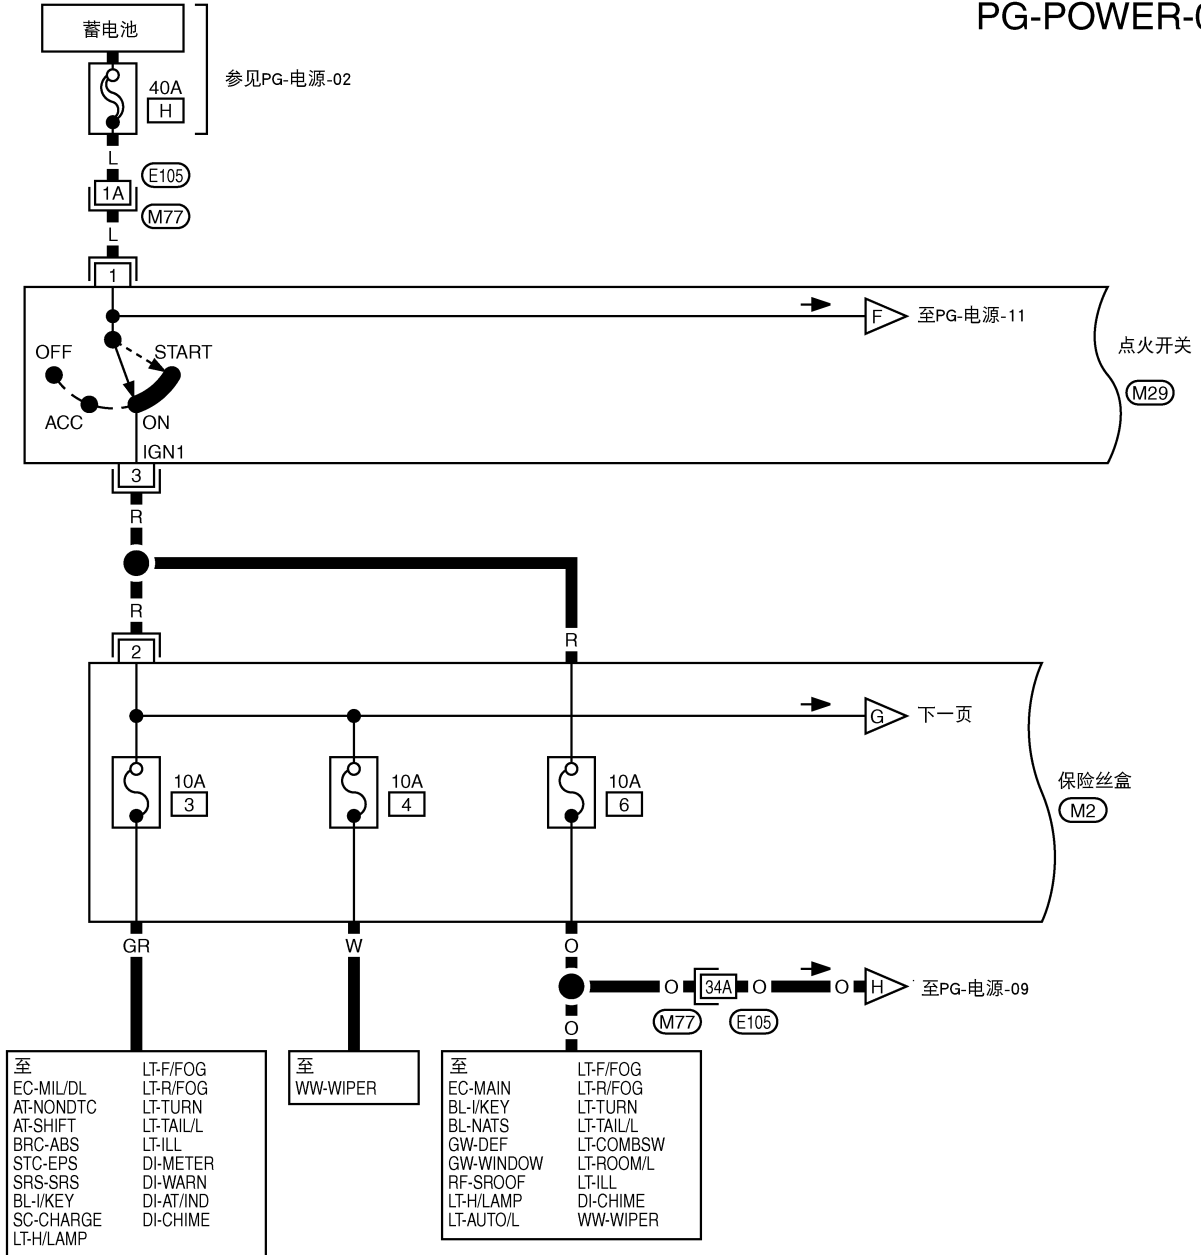 PG-POWER-0
蓄电池
参见PG-电源-02
40A
H
L
E105
1A
M77
L
1
F 至PG-电源-11
OFF START
点火开关
M29
ACC ON
IGN1
3
R
R
R
2
G 下一页
10A 10A 10A
3 4 6
保险丝盒
M2
GR W O
O 34A O O H 至PG-电源-09
M77 E105
O
至
EC-MIL/DL
AT-NONDTC
AT-SHIFT
BRC-ABS
STC-EPS
SRS-SRS
BL-I/KEY
SC-CHARGE
LT-H/LAMP
LT-F/FOG
LT-R/FOG
LT-TURN
LT-TAIL/L
LT-ILL
DI-METER
DI-WARN
DI-AT/IND
DI-CHIME
至
WW-WIPER
至
EC-MAIN
BL-I/KEY
BL-NATS
GW-DEF
GW-WINDOW
RF-SROOF
LT-H/LAMP
LT-AUTO/L
LT-F/FOG
LT-R/FOG
LT-TURN
LT-TAIL/L
LT-COMBSW
LT-ROOM/L
LT-ILL
DI-CHIME
WW-WIPER